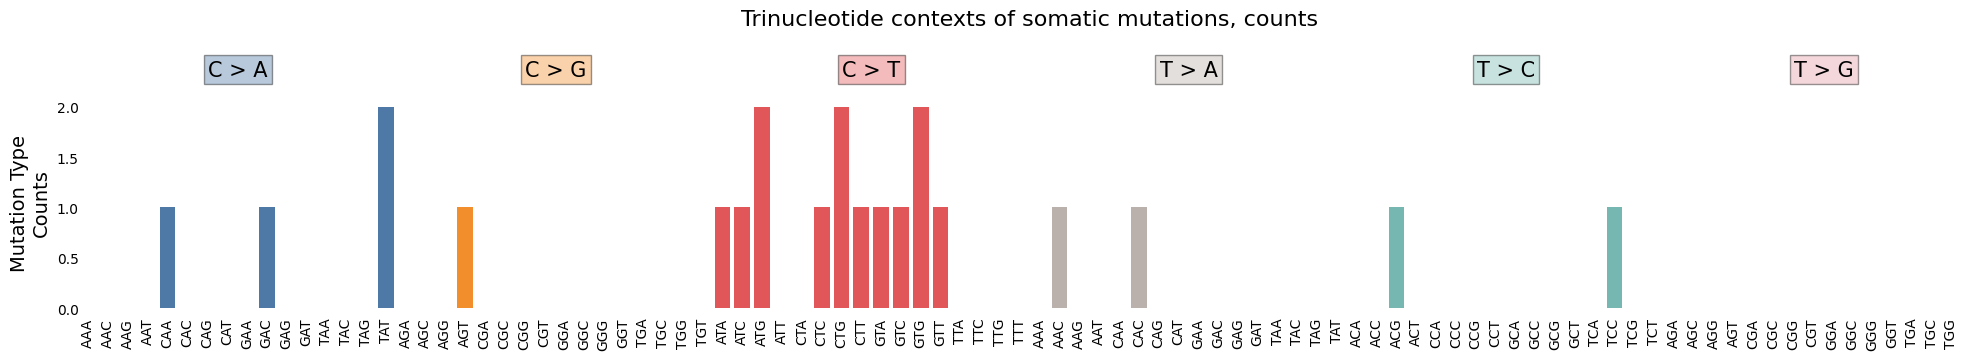 Trinucleotide contexts of somatic mutations, counts
C > A C > G C > T T > A T > C T > G
Mutation Type
Counts
2.0
1.5
1.0
0.5
0.0
AAA AAC AAG AAT CAA CAC CAG CAT GAA GAC GAG GAT TAA TAC TAG TAT AGA AGC AGG AGT CGA CGC CGG CGT GGA GGC GGG GGT TGA TGC TGG TGT ATA ATC ATG ATT CTA CTC CTG CTT GTA GTC GTG GTT TTA TTC TTG TTT AAA AAC AAG AAT CAA CAC CAG CAT GAA GAC GAG GAT TAA TAC TAG TAT ACA ACC ACG ACT CCA CCC CCG CCT GCA GCC GCG GCT TCA TCC TCG TCT AGA AGC AGG AGT CGA CGC CGG CGT GGA GGC GGG GGT TGA TGC TGG